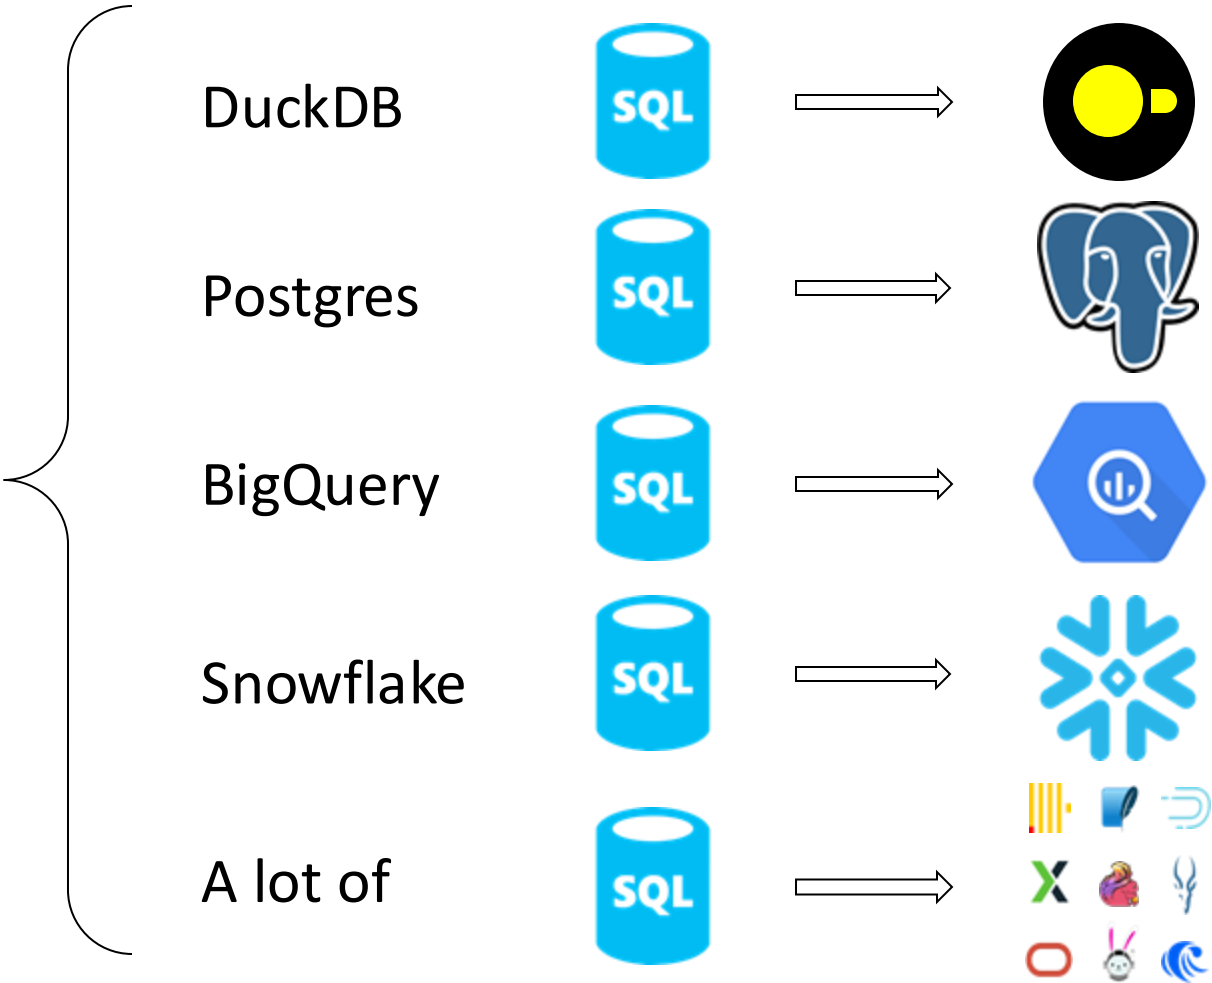 DuckDB
SQL
Postgres
SQL
BigQuery
SQL
Snowflake
SQL
A lot of
SQL